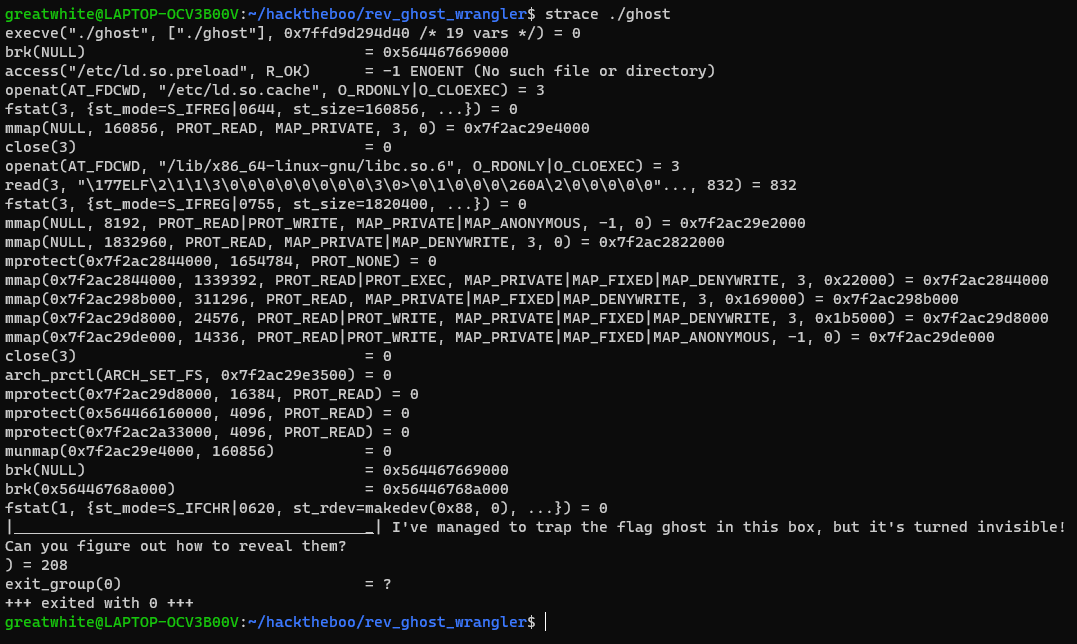 greatwhite@LAPTOP-OCV3B00V:~/hacktheboo/rev_ghost_wrangler$ strace ./ghost
execve("./ghost", ["./ghost"], 0x7ffd9d294d40 /* 19 vars */) = 0
brk(NULL)                               = 0x564467669000
access("/etc/ld.so.preload", R_OK)      = -1 ENOENT (No such file or directory)
openat(AT_FDCWD, "/etc/ld.so.cache", O_RDONLY|O_CLOEXEC) = 3
fstat(3, {st_mode=S_IFREG|0644, st_size=160856, ...}) = 0
mmap(NULL, 160856, PROT_READ, MAP_PRIVATE, 3, 0) = 0x7f2ac29e4000
close(3)                                = 0
openat(AT_FDCWD, "/lib/x86_64-linux-gnu/libc.so.6", O_RDONLY|O_CLOEXEC) = 3
read(3, "\177ELF\2\1\1\3\0\0\0\0\0\0\0\0\3\0>\0\1\0\0\0\260A\2\0\0\0\0\0"..., 832) = 832
fstat(3, {st_mode=S_IFREG|0755, st_size=1820400, ...}) = 0
mmap(NULL, 8192, PROT_READ|PROT_WRITE, MAP_PRIVATE|MAP_ANONYMOUS, -1, 0) = 0x7f2ac29e2000
mmap(NULL, 1832960, PROT_READ, MAP_PRIVATE|MAP_DENYWRITE, 3, 0) = 0x7f2ac2822000
mprotect(0x7f2ac2844000, 1654784, PROT_NONE) = 0
mmap(0x7f2ac2844000, 1339392, PROT_READ|PROT_EXEC, MAP_PRIVATE|MAP_FIXED|MAP_DENYWRITE, 3, 0x22000) = 0x7f2ac2844000
mmap(0x7f2ac298b000, 311296, PROT_READ, MAP_PRIVATE|MAP_FIXED|MAP_DENYWRITE, 3, 0x169000) = 0x7f2ac298b000
mmap(0x7f2ac29d8000, 24576, PROT_READ|PROT_WRITE, MAP_PRIVATE|MAP_FIXED|MAP_DENYWRITE, 3, 0x1b5000) = 0x7f2ac29d8000
mmap(0x7f2ac29de000, 14336, PROT_READ|PROT_WRITE, MAP_PRIVATE|MAP_FIXED|MAP_ANONYMOUS, -1, 0) = 0x7f2ac29de000
close(3)                                = 0
arch_prctl(ARCH_SET_FS, 0x7f2ac29e3500) = 0
mprotect(0x7f2ac29d8000, 16384, PROT_READ) = 0
mprotect(0x564466160000, 4096, PROT_READ) = 0
mprotect(0x7f2ac2a33000, 4096, PROT_READ) = 0
munmap(0x7f2ac29e4000, 160856)          = 0
brk(NULL)                               = 0x564467669000
brk(0x56446768a000)                     = 0x56446768a000
fstat(1, {st_mode=S_IFCHR|0620, st_rdev=makedev(0x88, 0), ...}) = 0
|________________________________________| I've managed to trap the flag ghost in this box, but it's turned invisible!
Can you figure out how to reveal them?
) = 208
exit_group(0)                           = ?
+++ exited with 0 +++
greatwhite@LAPTOP-OCV3B00V:~/hacktheboo/rev_ghost_wrangler$